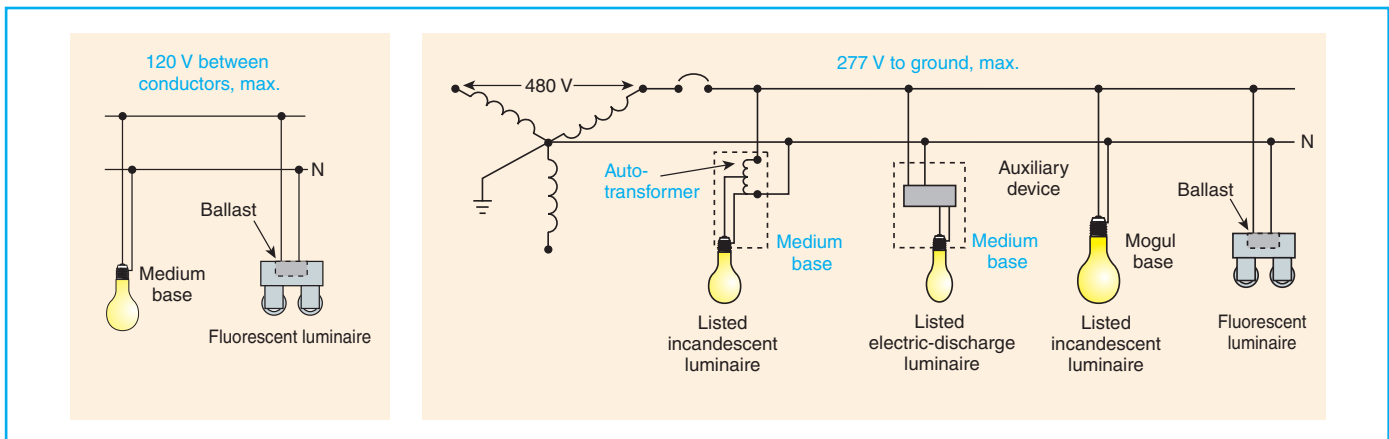 120 V between
conductors, max.
N
Ballast
Medium
base
Fluorescent luminaire
277 V to ground, max.
480 V
N
Auto-
transformer
Medium
base
Listed
incandescent
luminaire
Auxiliary
device
Medium
base
Listed
electric-discharge
luminaire
Mogul
base
Listed
incandescent
luminaire
Ballast
Fluorescent
luminaire